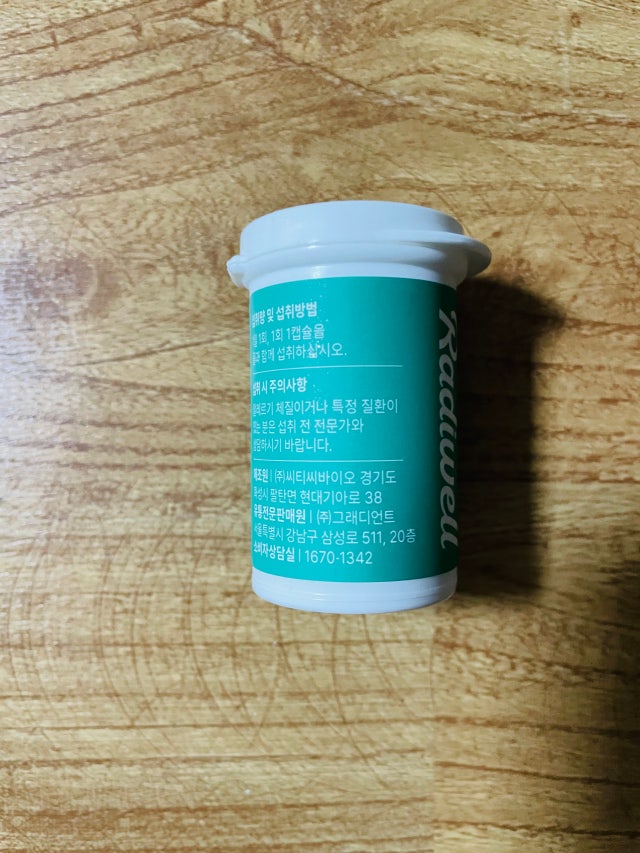 섭취량 및 섭취방법
1일 1회, 1회 1캡슐을
물과 함께 섭취하십시오.
섭취 시 주의사항
알레르기 체질이거나 특정 질환이
있는 분은 섭취 전 전문가와
상담하시기 바랍니다.
제조원 | (주)씨티씨바이오 경기도
화성시 팔탄면 현대기아로 38
유통전문판매원 | (주)그래디언트
서울특별시 강남구 삼성로 511, 20층
소비자상담실 | 1670-1342
Radiwell